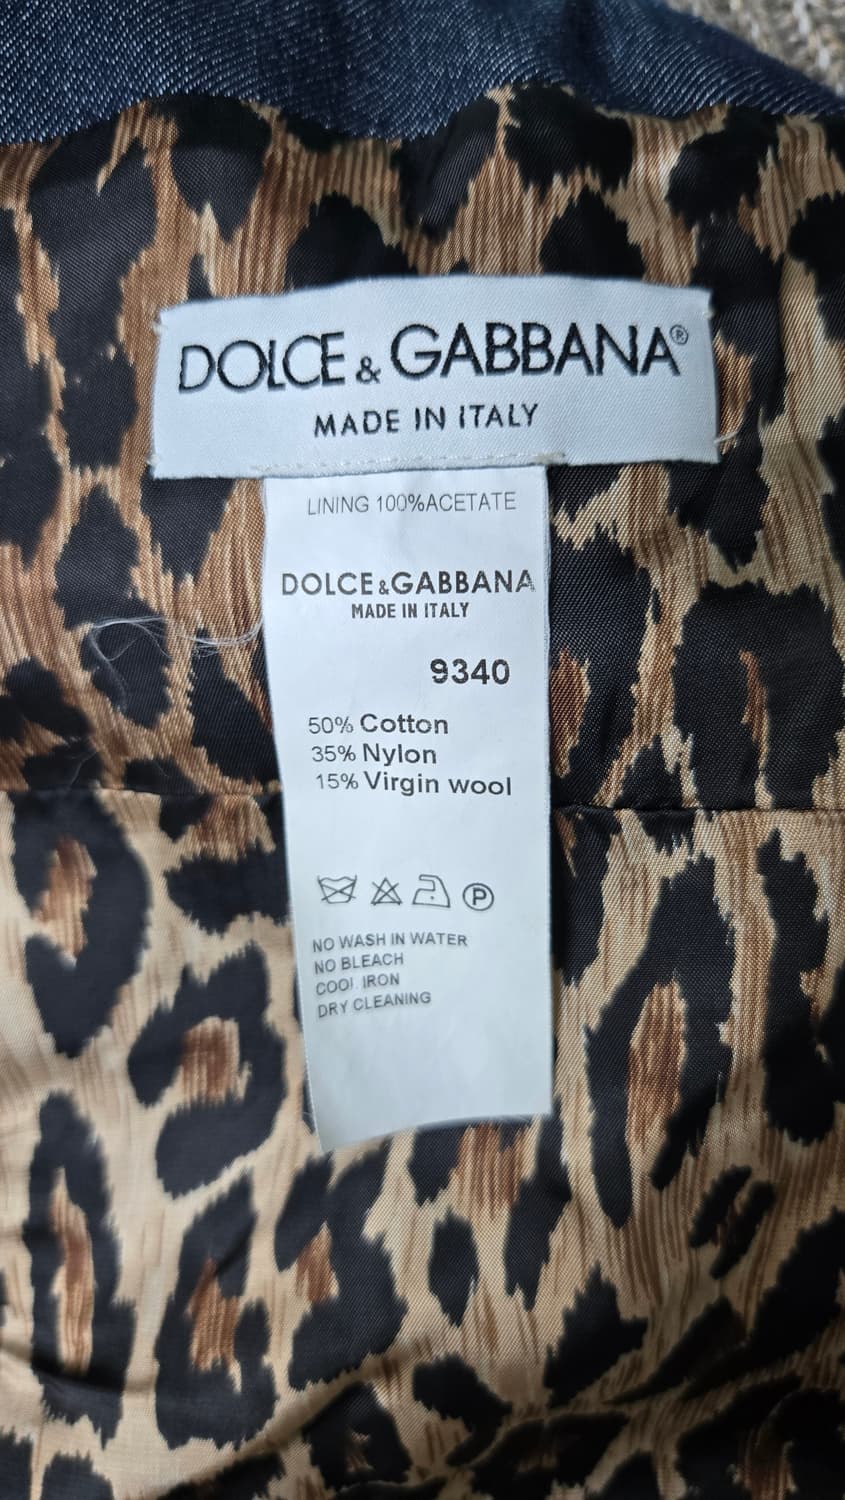 DOLCE & GABBANA®
MADE IN ITALY
LINING 100%ACETATE
DOLCE&GABBANA
MADE IN ITALY
9340
50% Cotton
35% Nylon
15% Virgin wool
P
NO WASH IN WATER
NO BLEACH
COOL IRON
DRY CLEANING